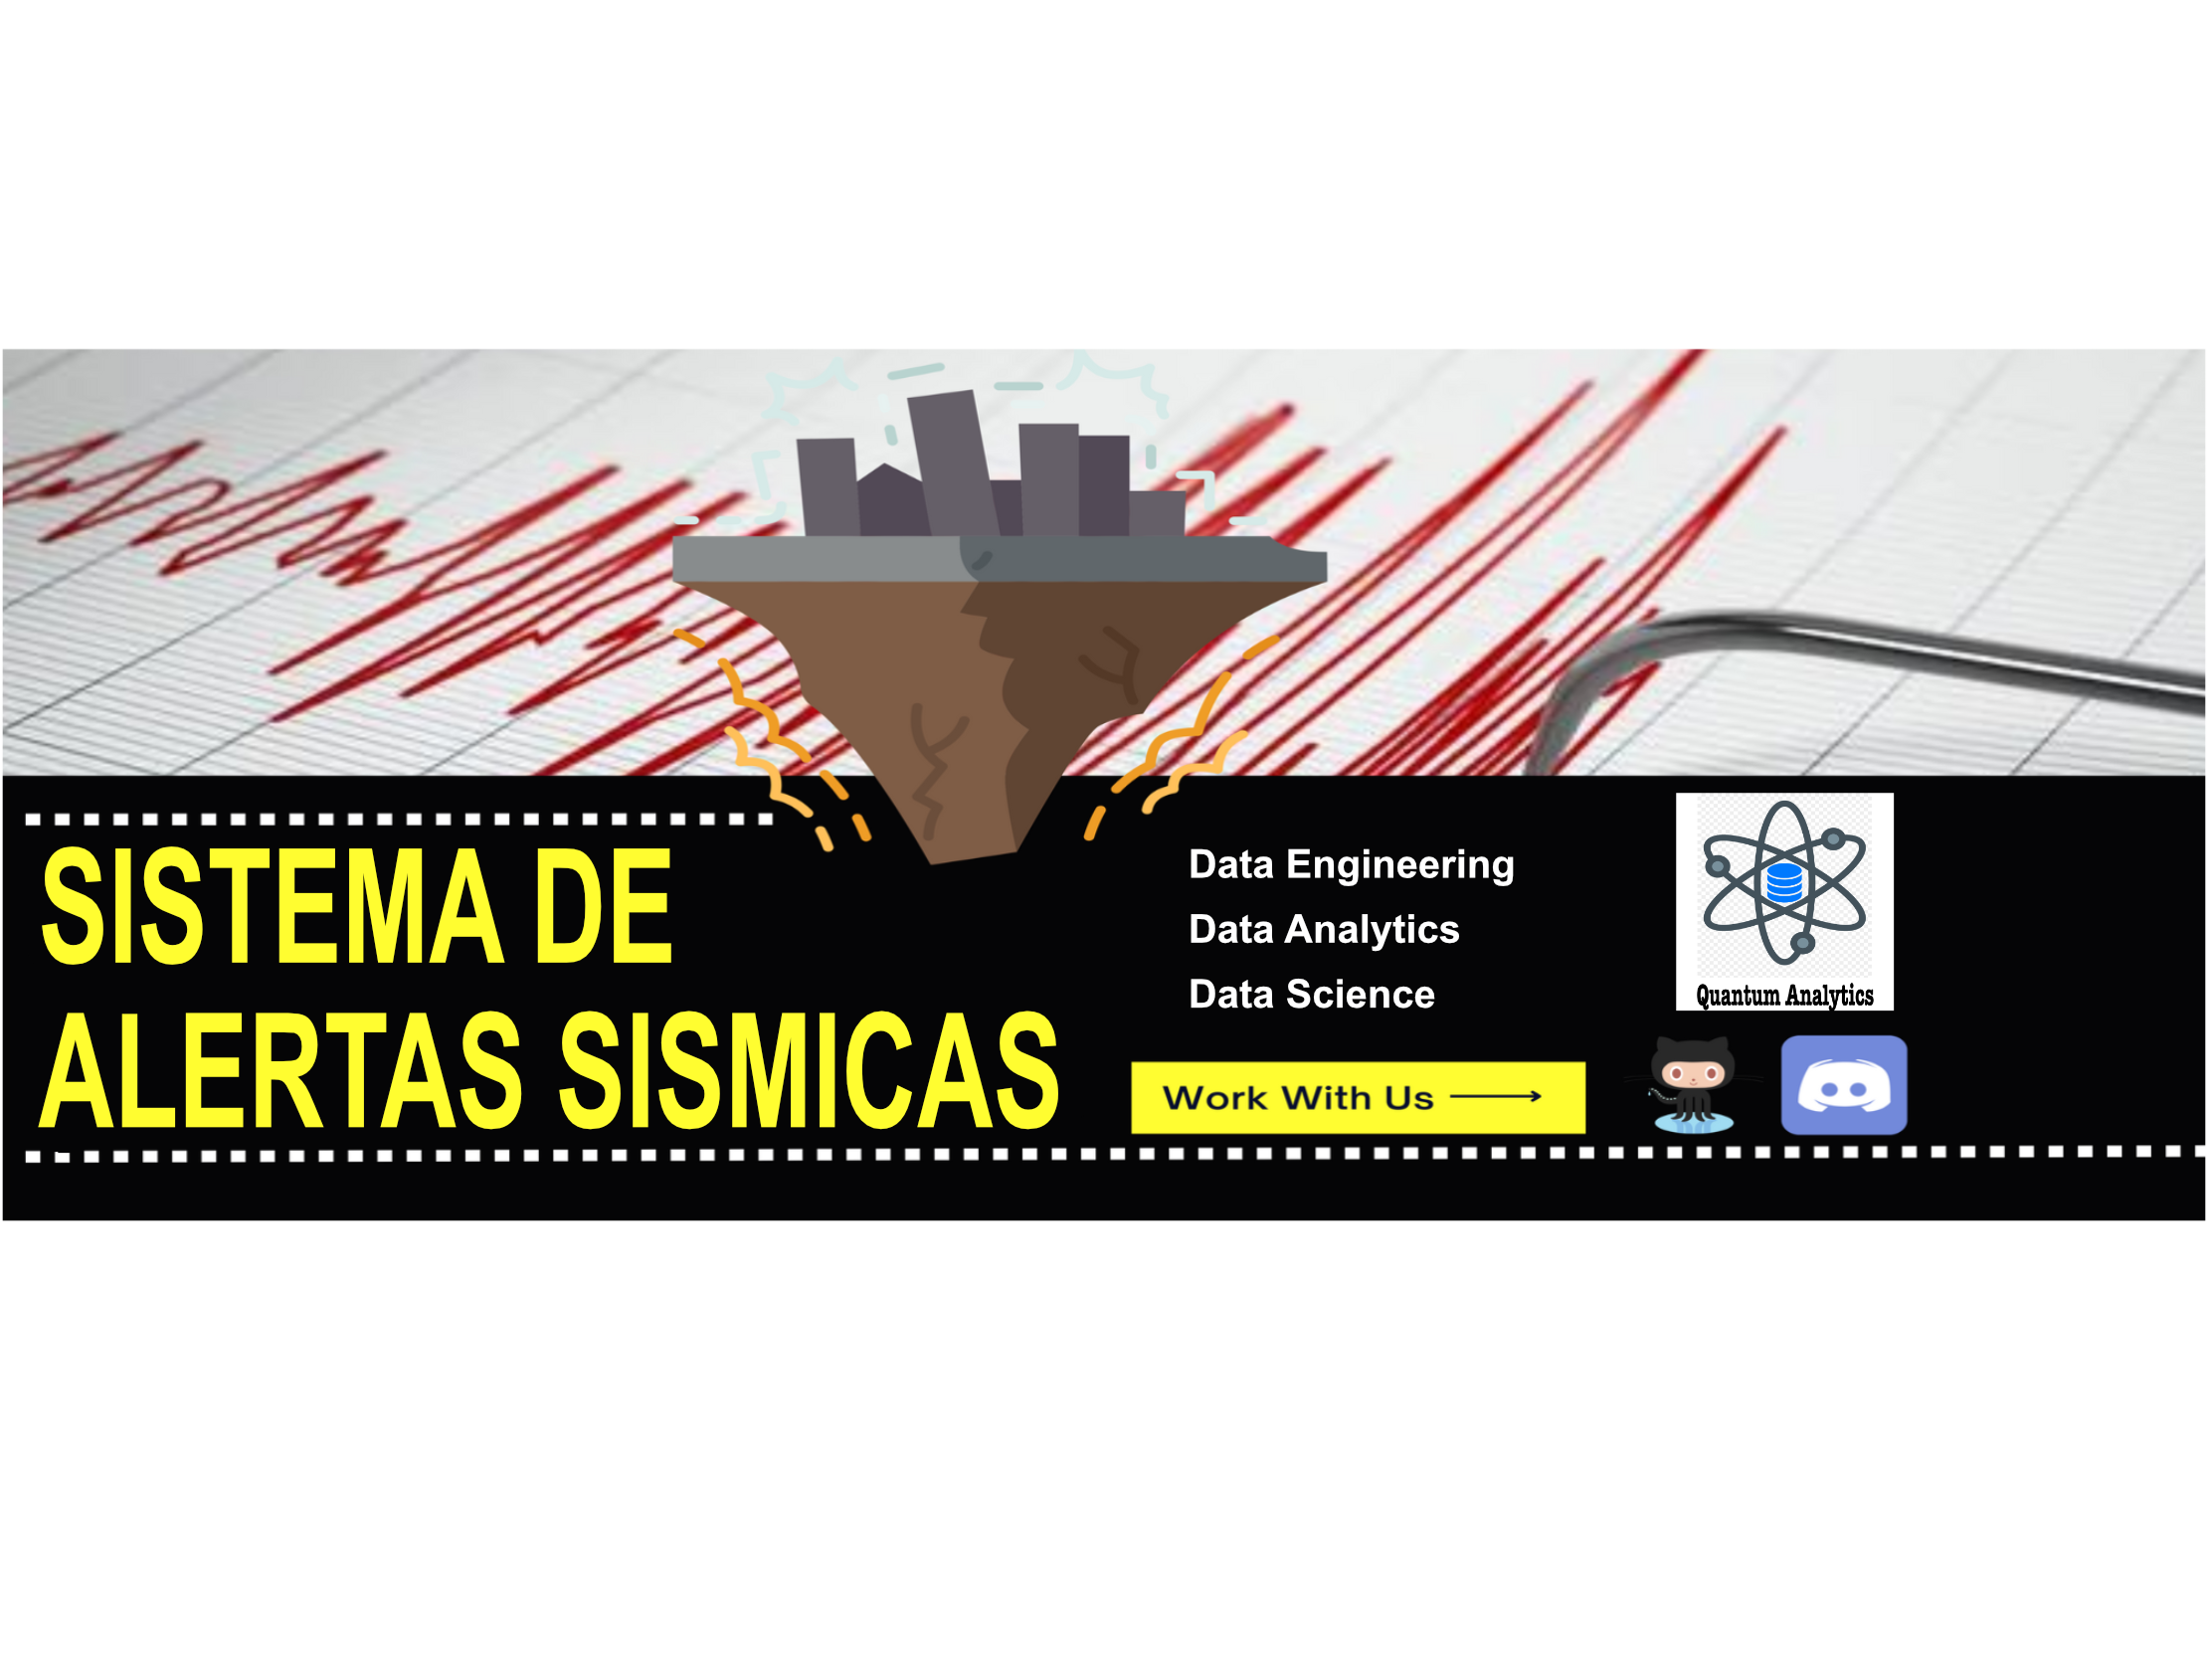 SISTEMA DE
ALERTAS SISMICAS
Data Engineering
Data Analytics
Data Science
Work With Us
Quantum Analytics